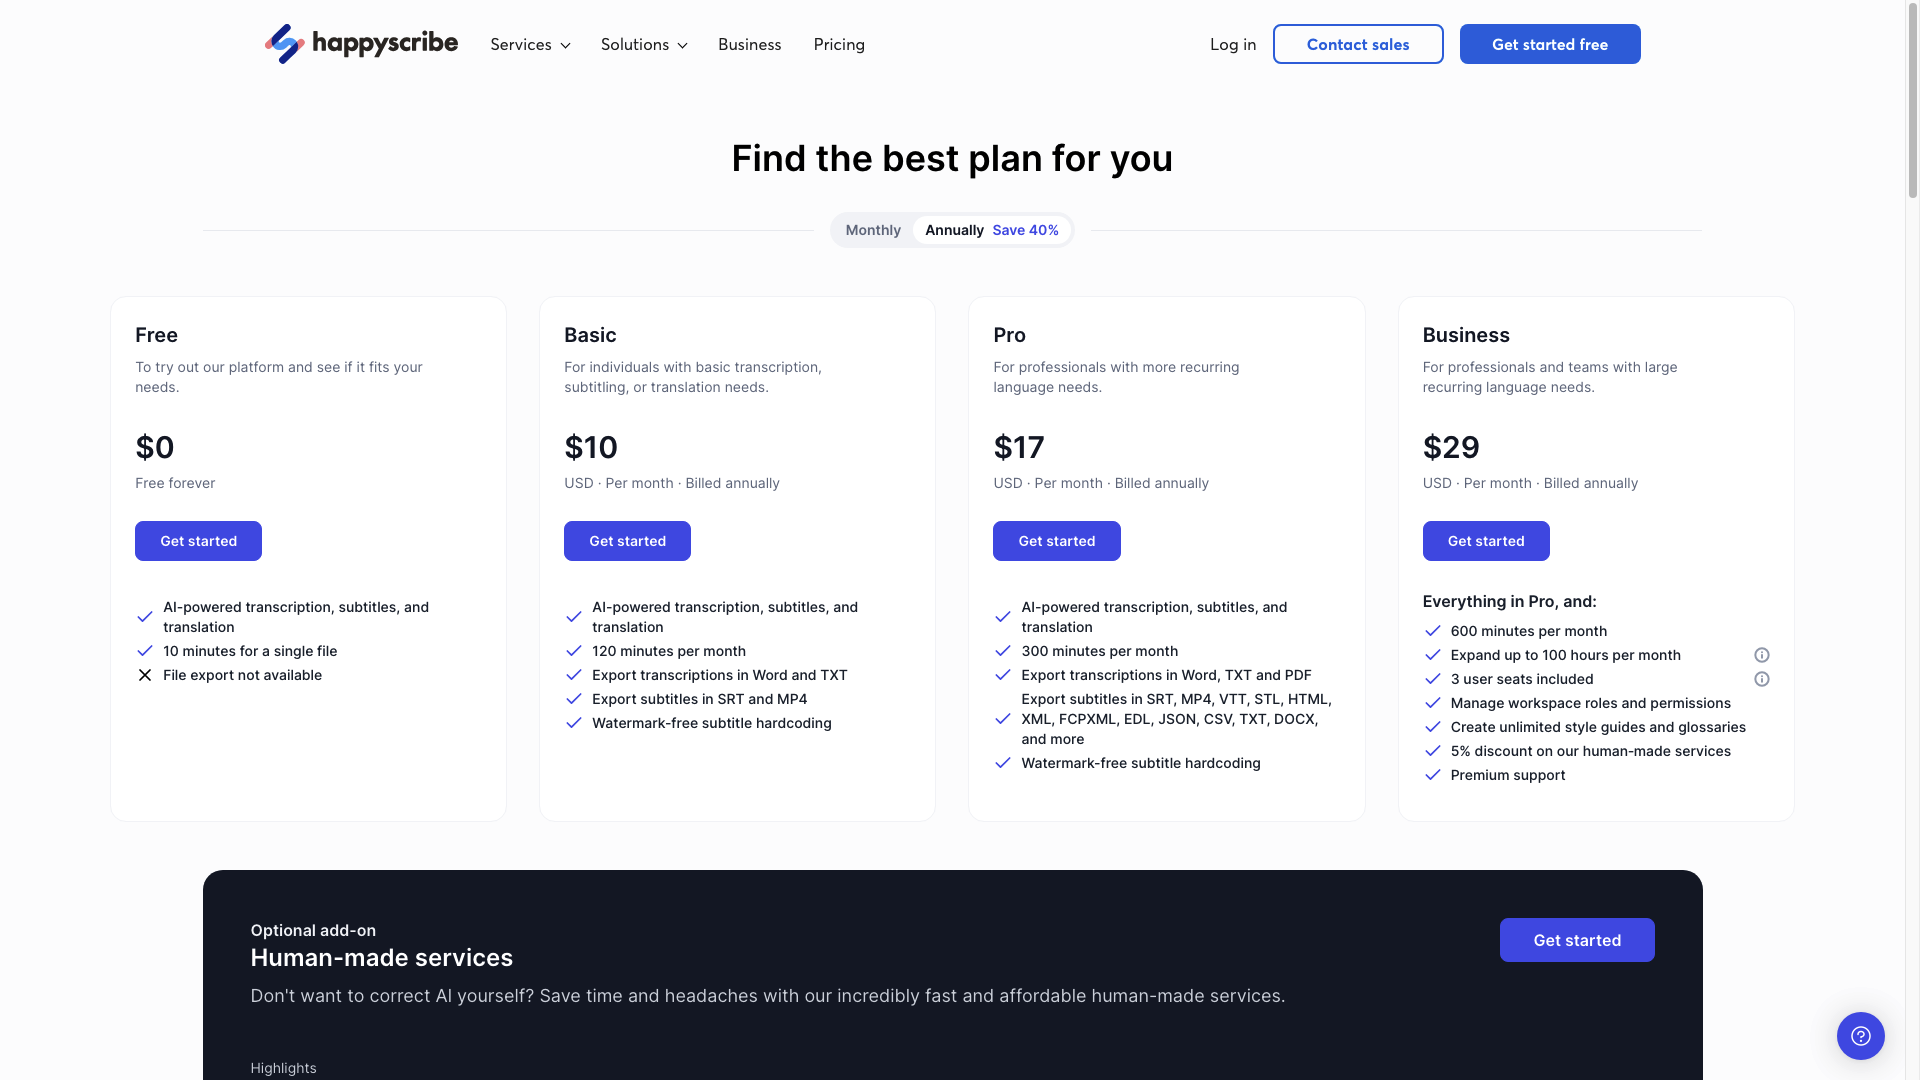 happyscribe
Services
Solutions
Business
Pricing
Log in
Contact sales
Get started free
Find the best plan for you
Monthly
Annually Save 40%
Free
To try out our platform and see if it fits your
needs.
$0
Free forever
Get started
AI-powered transcription, subtitles, and
translation
10 minutes for a single file
File export not available
Basic
For individuals with basic transcription,
subtitling, or translation needs.
$10
USD · Per month · Billed annually
Get started
AI-powered transcription, subtitles, and
translation
120 minutes per month
Export transcriptions in Word and TXT
Export subtitles in SRT and MP4
Watermark-free subtitle hardcoding
Pro
For professionals with more recurring
language needs.
$17
USD · Per month · Billed annually
Get started
AI-powered transcription, subtitles, and
translation
300 minutes per month
Export transcriptions in Word, TXT and PDF
Export subtitles in SRT, MP4, VTT, STL, HTML,
XML, FCPXML, EDL, JSON, CSV, TXT, DOCX,
and more
Watermark-free subtitle hardcoding
Business
For professionals and teams with large
recurring language needs.
$29
USD · Per month · Billed annually
Get started
Everything in Pro, and:
600 minutes per month
Expand up to 100 hours per month
3 user seats included
Manage workspace roles and permissions
Create unlimited style guides and glossaries
5% discount on our human-made services
Premium support
Optional add-on
Human-made services
Don't want to correct AI yourself? Save time and headaches with our incredibly fast and affordable human-made services.
Get started
Highlights